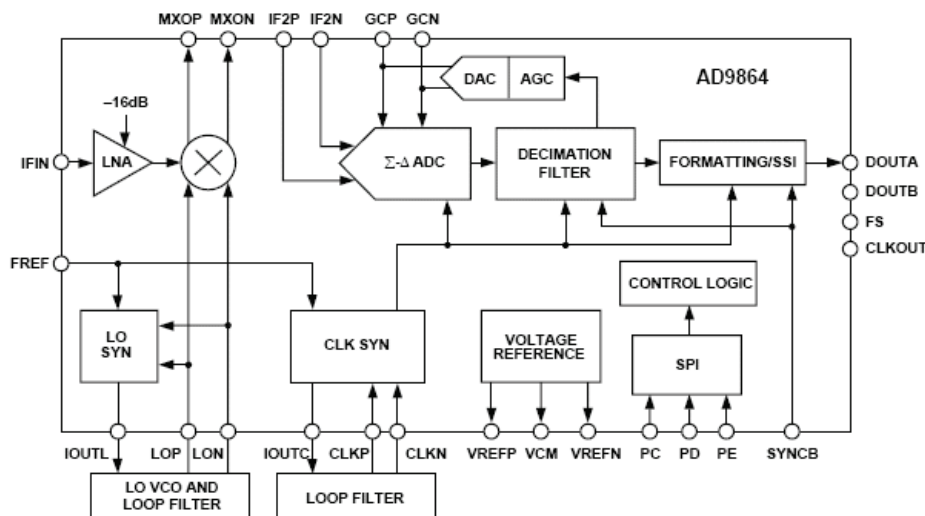 MXOP MXON IF2P IF2N GCP GCN
AD9864
DAC AGC
–16dB
IFIN
LNA
Σ-Δ ADC
DECIMATION
FILTER
FORMATTING/SSI
DOUTA
DOUTB
FS
CLKOUT
FREF
CONTROL LOGIC
LO
SYN
CLK SYN
VOLTAGE
REFERENCE
SPI
IOUTL LOP LON IOUTC CLKP CLKN VREFP VCM VREFN PC PD PE SYNCB
LO VCO AND
LOOP FILTER
LOOP FILTER